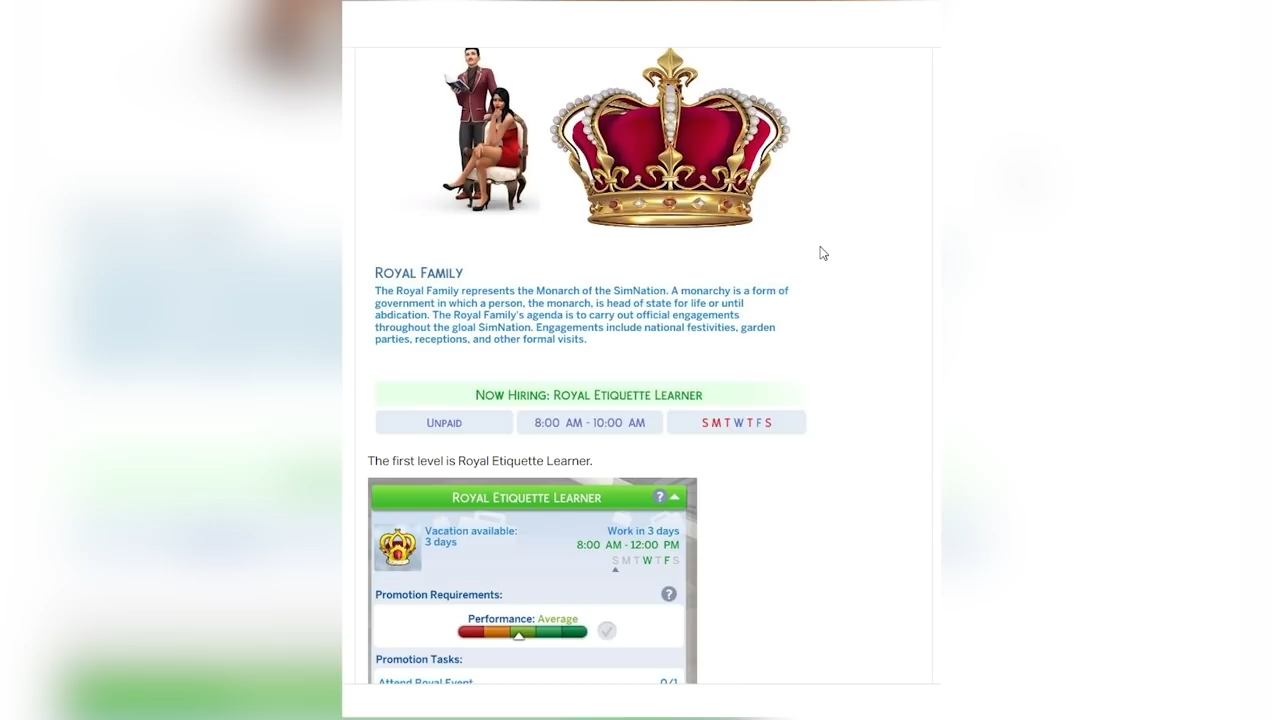 ROYAL FAMILY
The Royal Family represents the Monarch of the SimNation. A monarchy is a form of
government in which a person, the monarch, is head of state for life or until
abdication. The Royal Family's agenda is to carry out official engagements
throughout the gloal SimNation. Engagements include national festivities, garden
parties, receptions, and other formal visits.
NOW HIRING: ROYAL ETIQUETTE LEARNER
UNPAID
8:00 AM - 10:00 AM
S M T W T F S
The first level is Royal Etiquette Learner.
ROYAL ETIQUETTE LEARNER
?
Vacation available:
3 days
Work in 3 days
8:00 AM - 12:00 PM
S M T W T F S
Promotion Requirements:
?
Performance: Average
Promotion Tasks:
Attend Royal Event
0/1